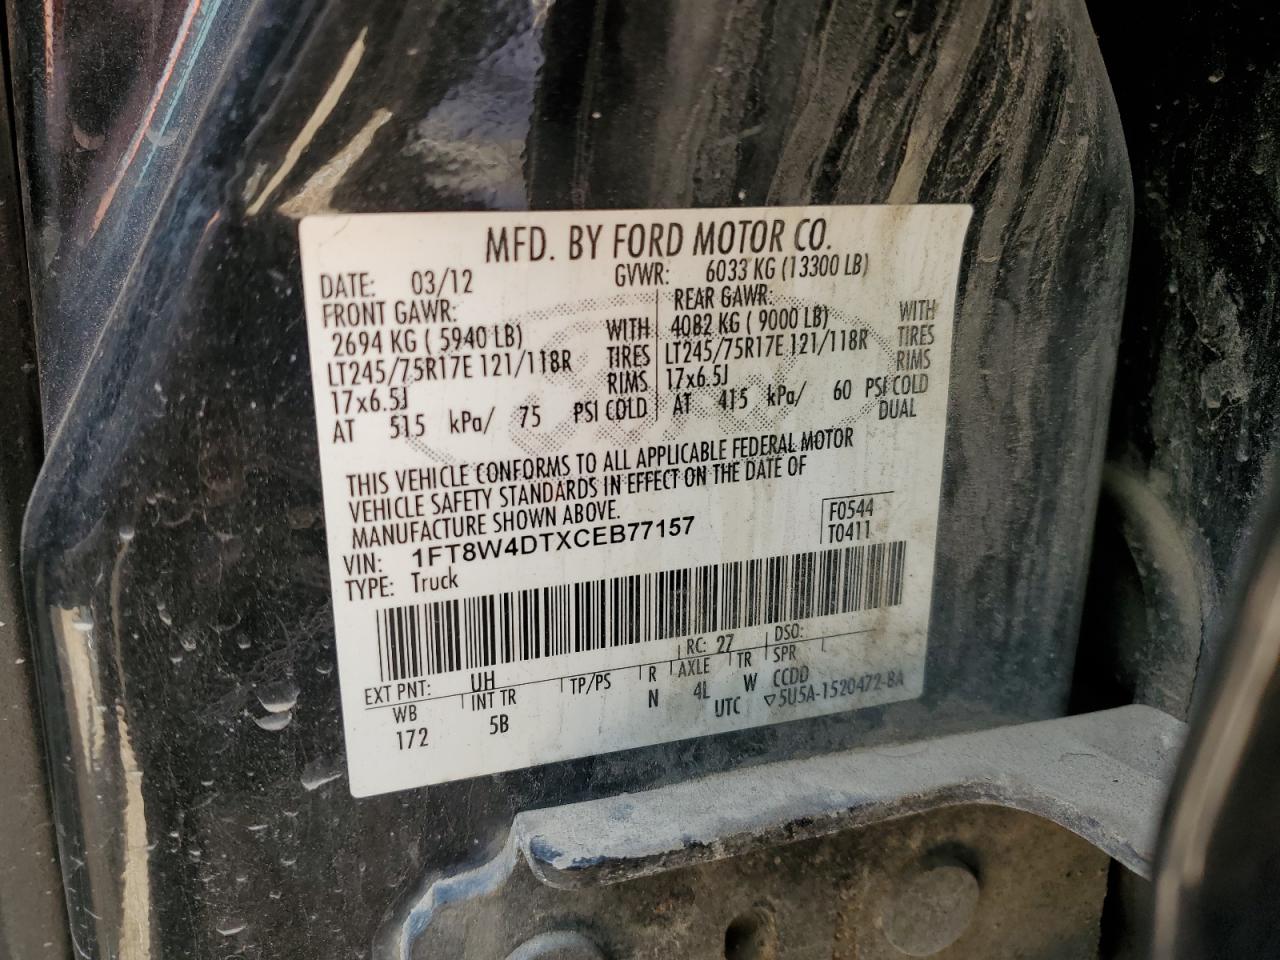 MFD. BY FORD MOTOR CO.
DATE: 03/12 GVWR: 6033 KG (13300 LB)
FRONT GAWR: REAR GAWR:
2694 KG ( 5940 LB) WITH 4082 KG ( 9000 LB) WITH
LT245/75R17E 121/118R TIRES LT245/75R17E 121/118R TIRES
17x6.5J RIMS 17x6.5J RIMS
AT 515 kPa/ 75 PSI COLD AT 415 kPa/ 60 PSI COLD
DUAL
THIS VEHICLE CONFORMS TO ALL APPLICABLE FEDERAL MOTOR
VEHICLE SAFETY STANDARDS IN EFFECT ON THE DATE OF
MANUFACTURE SHOWN ABOVE.
VIN: 1FT8W4DTXCEB77157 F0544
TYPE: Truck T0411
EXT PNT: UH RC: 27 DSO:
WB INT TR TP/PS R AXLE TR SPR
172 5B N 4L W CCDD
UTC ▽5U5A-1520472-BA